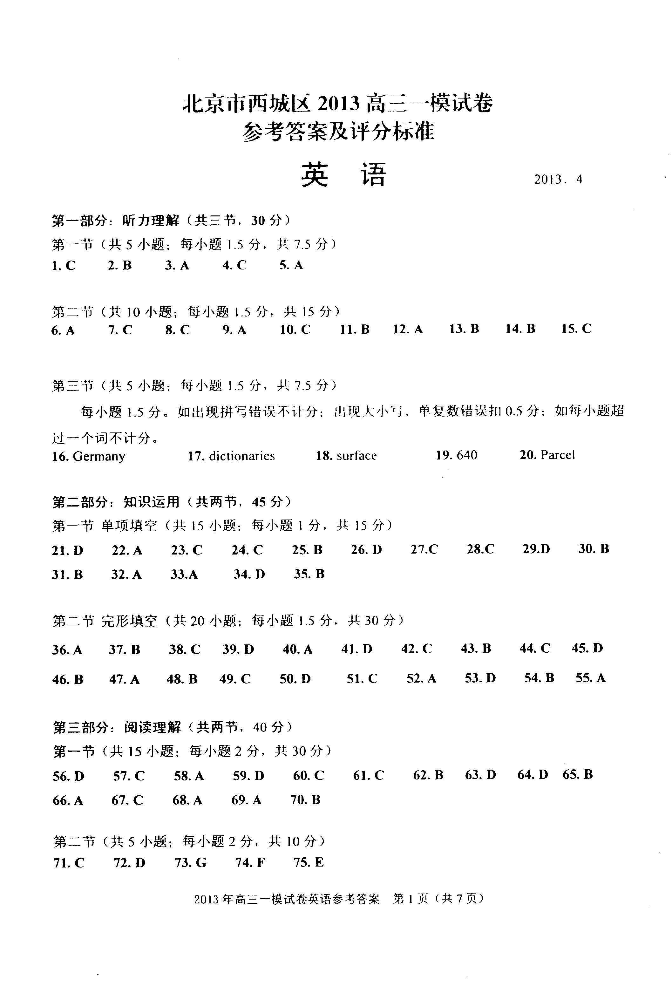 北京市西城区 2013 高三一模试卷
参考答案及评分标准
英 语 2013. 4
第一部分：听力理解（共三节，30 分）
第一节（共 5 小题；每小题 1.5 分，共 7.5 分）
1. C 2. B 3. A 4. C 5. A
第二节（共 10 小题；每小题 1.5 分，共 15 分）
6. A 7. C 8. C 9. A 10. C 11. B 12. A 13. B 14. B 15. C
第三节（共 5 小题；每小题 1.5 分，共 7.5 分）
每小题 1.5 分。如出现拼写错误不计分；出现大小写、单复数错误扣 0.5 分；如每小题超
过一个词不计分。
16. Germany 17. dictionaries 18. surface 19. 640 20. Parcel
第二部分：知识运用（共两节，45 分）
第一节 单项填空（共 15 小题；每小题 1 分，共 15 分）
21. D 22. A 23. C 24. C 25. B 26. D 27.C 28.C 29.D 30. B
31. B 32. A 33.A 34. D 35. B
第二节 完形填空（共 20 小题；每小题 1.5 分，共 30 分）
36. A 37. B 38. C 39. D 40. A 41. D 42. C 43. B 44. C 45. D
46. B 47. A 48. B 49. C 50. D 51. C 52. A 53. D 54. B 55. A
第三部分：阅读理解（共两节，40 分）
第一节（共 15 小题；每小题 2 分，共 30 分）
56. D 57. C 58. A 59. D 60. C 61. C 62. B 63. D 64. D 65. B
66. A 67. C 68. A 69. A 70. B
第二节（共 5 小题；每小题 2 分，共 10 分）
71. C 72. D 73. G 74. F 75. E
2013 年高三一模试卷英语参考答案 第 1 页（共 7 页）